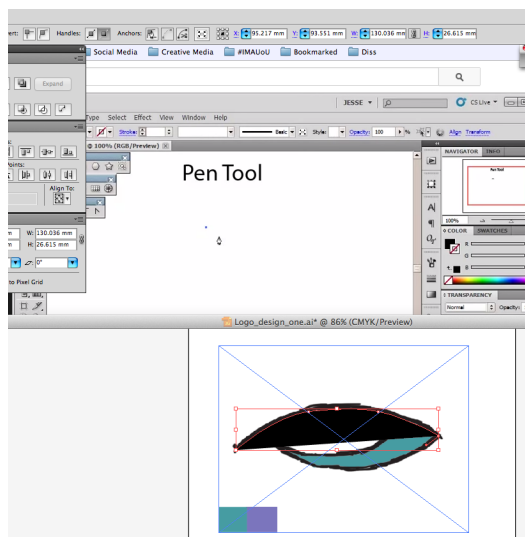 vert:
Handles:
Anchors:
X: 95.217 mm
Y: 93.551 mm
W: 130.036 mm
H: 26.615 mm
Social Media
Creative Media
#IMAUoU
Bookmarked
Diss
Expand
JESSE
CS Live
Type Select Effect View Window Help
Stroke:
Basic
Style:
Opacity: 100 %
Align Transform
@ 100% (RGB/Preview)
Pen Tool
NAVIGATOR INFO
Pen Tool
100%
Points:
Align To:
COLOR SWATCHES
R
G
B
W: 130.036 mm
H: 26.615 mm
0°
to Pixel Grid
TRANSPARENCY
Normal
Opacity:
Logo_design_one.ai* @ 86% (CMYK/Preview)